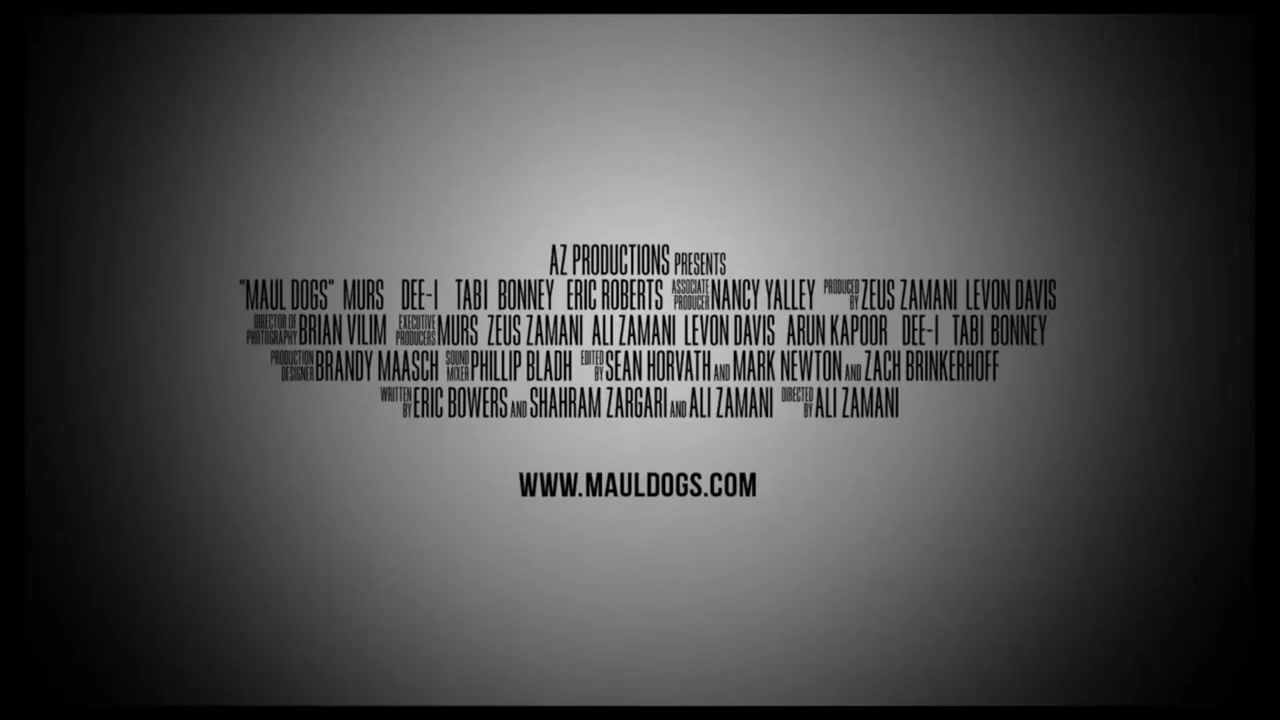 AZ PRODUCTIONS PRESENTS
"MAUL DOGS" MURS DEE-I TABI BONNEY ERIC ROBERTS ASSOCIATE PRODUCER NANCY YALLEY PRODUCED BY ZEUS ZAMANI LEVON DAVIS
DIRECTOR OF PHOTOGRAPHY BRIAN VILIM EXECUTIVE PRODUCERS MURS ZEUS ZAMANI ALI ZAMANI LEVON DAVIS ARUN KAPOOR DEE-I TABI BONNEY
PRODUCTION DESIGNER BRANDY MAASCH SOUND MIXER PHILLIP BLADH EDITED BY SEAN HORVATH AND MARK NEWTON AND ZACH BRINKERHOFF
WRITTEN BY ERIC BOWERS AND SHAHRAM ZARGARI AND ALI ZAMANI DIRECTED BY ALI ZAMANI
WWW.MAULDOGS.COM